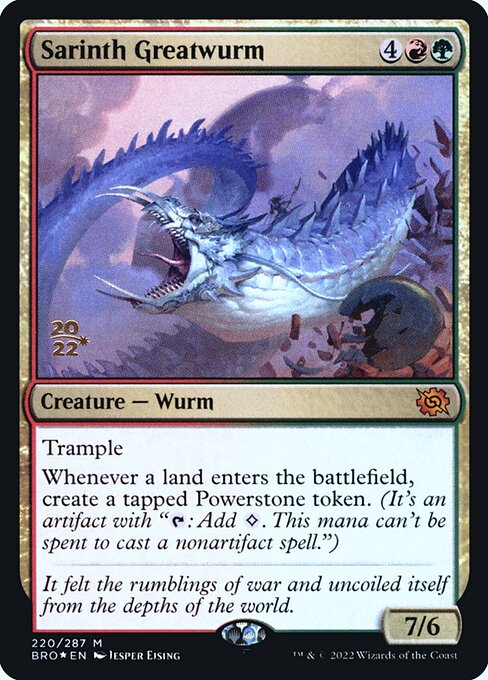 Sarinth Greatwurm 4
20
22
Creature — Wurm
Trample
Whenever a land enters the battlefield,
create a tapped Powerstone token. (It's an
artifact with “: Add . This mana can't be
spent to cast a nonartifact spell.”)
It felt the rumblings of war and uncoiled itself
from the depths of the world.
7/6
220/287 M
BRO EN Jesper Eising
™ & © 2022 Wizards of the Coast